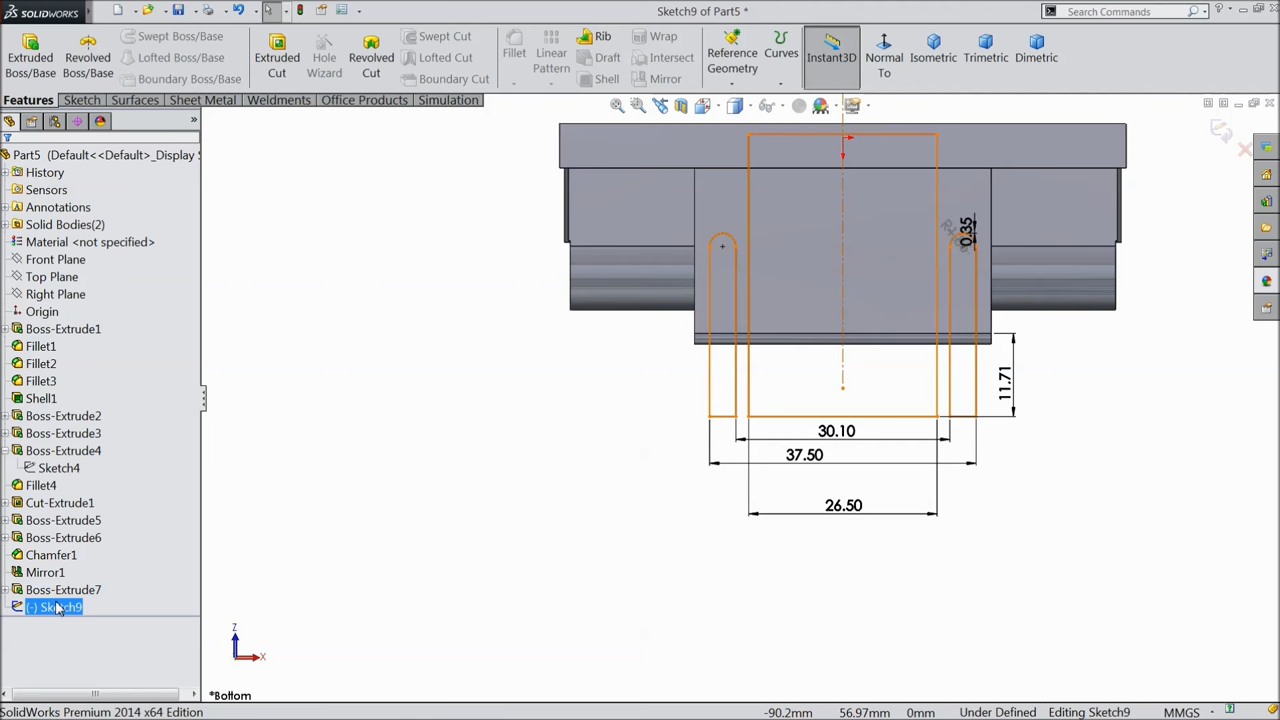 SOLIDWORKS
Sketch9 of Part5 *
Search Commands
Extruded Boss/Base
Revolved Boss/Base
Swept Boss/Base
Lofted Boss/Base
Boundary Boss/Base
Extruded Cut
Hole Wizard
Revolved Cut
Swept Cut
Lofted Cut
Boundary Cut
Fillet
Linear Pattern
Rib
Draft
Shell
Wrap
Intersect
Mirror
Reference Geometry
Curves
Instant3D
Normal To
Isometric
Trimetric
Dimetric
Features
Sketch
Surfaces
Sheet Metal
Weldments
Office Products
Simulation
Part5 (Default<<Default>_Display S
History
Sensors
Annotations
Solid Bodies(2)
Material <not specified>
Front Plane
Top Plane
Right Plane
Origin
Boss-Extrude1
Fillet1
Fillet2
Fillet3
Shell1
Boss-Extrude2
Boss-Extrude3
Boss-Extrude4
Sketch4
Fillet4
Cut-Extrude1
Boss-Extrude5
Boss-Extrude6
Chamfer1
Mirror1
Boss-Extrude7
(-) Sketch9
0.35
11.71
30.10
37.50
26.50
Z
X
*Bottom
SolidWorks Premium 2014 x64 Edition
-90.2mm
56.97mm
0mm
Under Defined
Editing Sketch9
MMGS